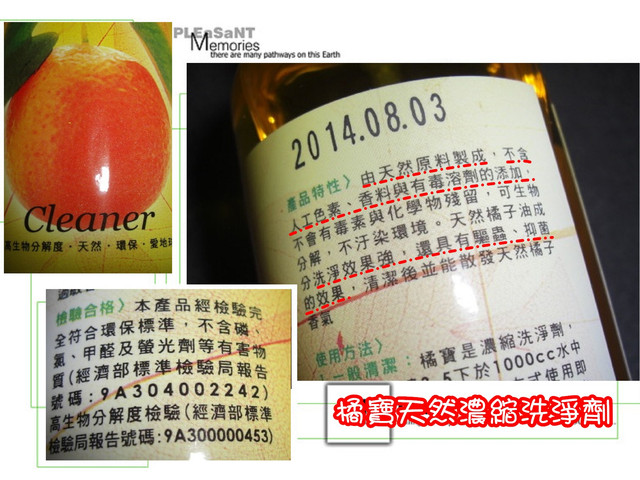 PLEaSaNT
Memories
there are many pathways on this Earth
Cleaner
高生物分解度・天然・環保・愛地球
2014.08.03
產品特性〉由天然原料製成，不含
人工色素、香料與有毒溶劑的添加，
不會有毒素與化學物殘留，可生物
分解，不汙染環境。天然橘子油成
分洗淨效果強，還具有驅蟲、抑菌
的效果，清潔後並能散發天然橘子
香氣
使用方法〉
一般清潔：橘寶是濃縮洗淨劑，
5下於1000cc水中
方式使用即
檢驗合格〉本產品經檢驗完
全符合環保標準，不含磷、
氯、甲醛及螢光劑等有害物
質(經濟部標準檢驗局報告
號碼:9A304002242)
高生物分解度檢驗(經濟部標準
檢驗局報告號碼:9A300000453)
橘寶天然濃縮洗淨劑